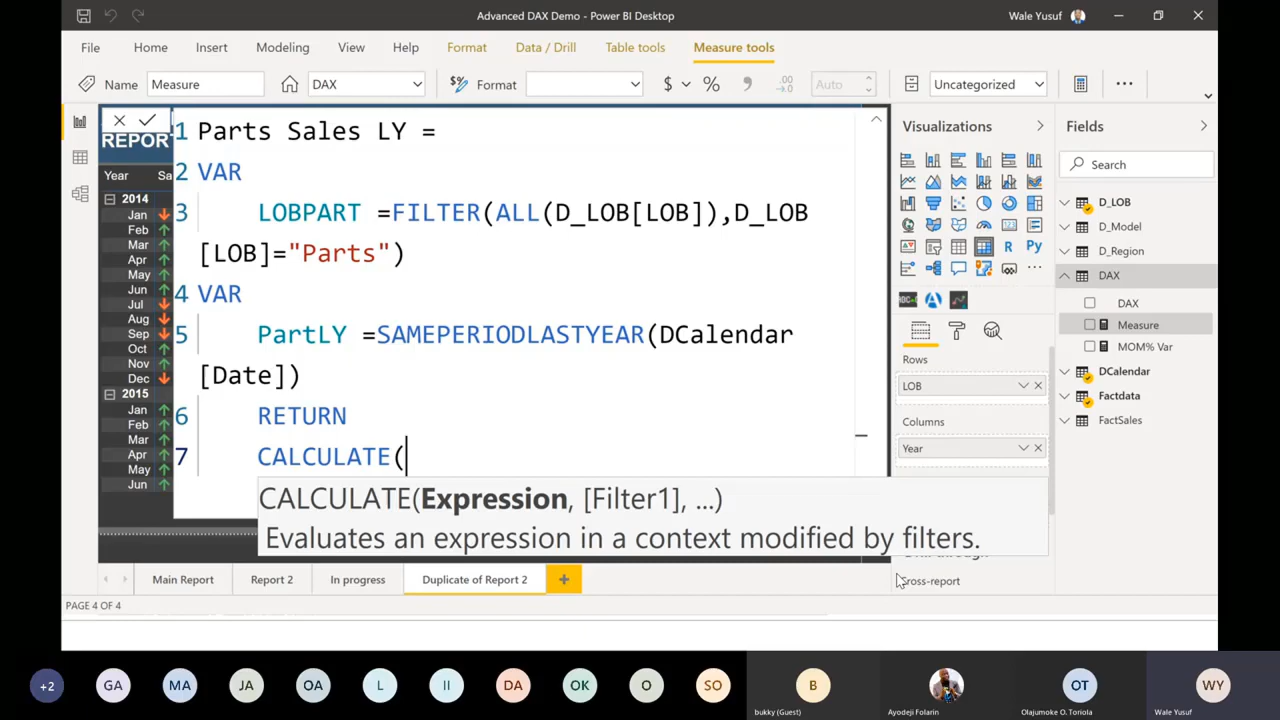 Advanced DAX Demo - Power BI Desktop
Wale Yusuf
File Home Insert Modeling View Help Format Data / Drill Table tools Measure tools
Name Measure DAX Format $ % Auto Uncategorized
REPOR
Year Sa
2014
Jan
Feb
Mar
Apr
May
Jun
Jul
Aug
Sep
Oct
Nov
Dec
2015
Jan
Feb
Mar
Apr
May
Jun
1 Parts Sales LY =
2 VAR
3 LOBPART =FILTER(ALL(D_LOB[LOB]),D_LOB
[LOB]="Parts")
4 VAR
5 PartLY =SAMEPERIODLASTYEAR(DCalendar
[Date])
6 RETURN
7 CALCULATE(
CALCULATE(Expression, [Filter1], ...)
Evaluates an expression in a context modified by filters.
Visualizations
R Py
Rows
LOB
Columns
Year
Cross-report
Fields
Search
D_LOB
D_Model
D_Region
DAX
DAX
Measure
MOM% Var
DCalendar
Factdata
FactSales
Main Report Report 2 In progress Duplicate of Report 2
PAGE 4 OF 4
+2 GA MA JA OA L II DA OK O SO B OT WY
bukky (Guest) Ayodeji Folarin Olajumoke O. Toriola Wale Yusuf